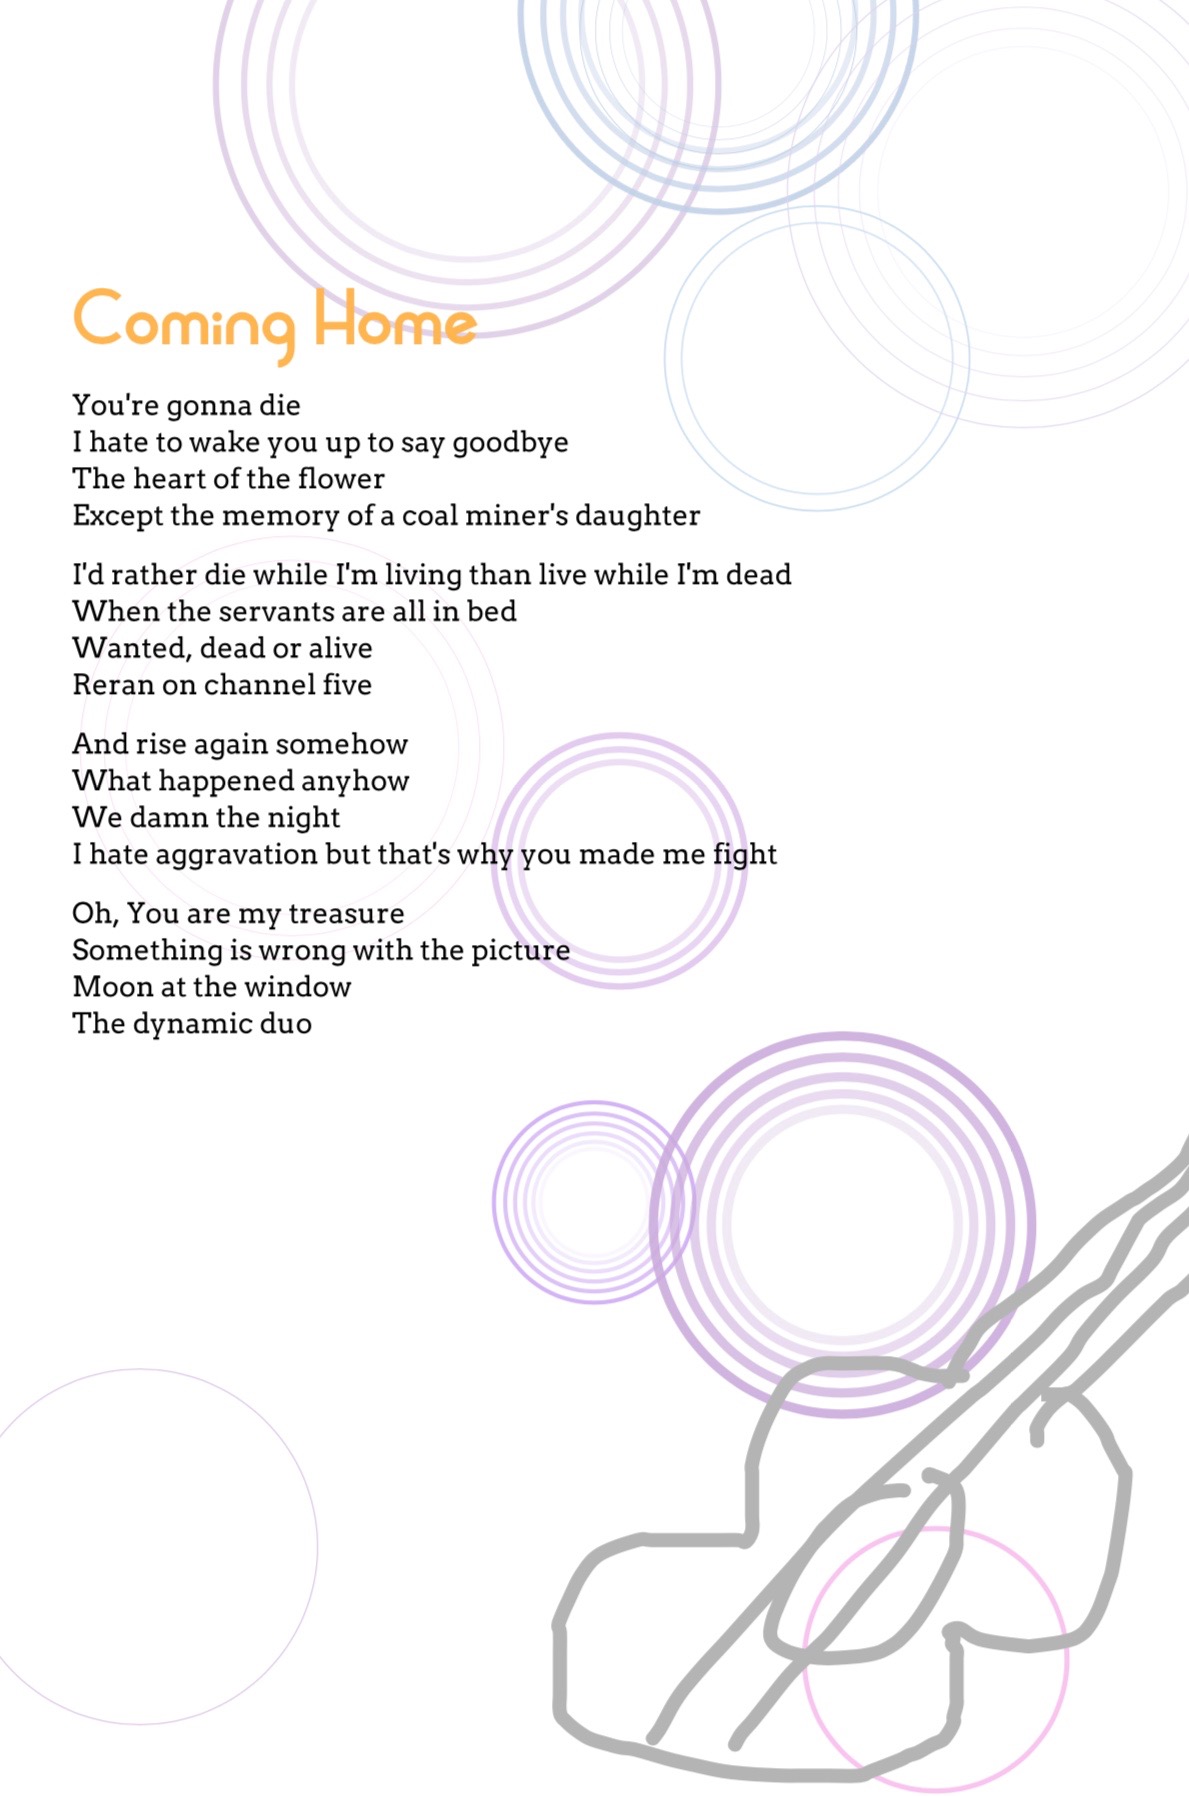 Coming Home
You're gonna die
I hate to wake you up to say goodbye
The heart of the flower
Except the memory of a coal miner's daughter
I'd rather die while I'm living than live while I'm dead
When the servants are all in bed
Wanted, dead or alive
Reran on channel five
And rise again somehow
What happened anyhow
We damn the night
I hate aggravation but that's why you made me fight
Oh, You are my treasure
Something is wrong with the picture
Moon at the window
The dynamic duo